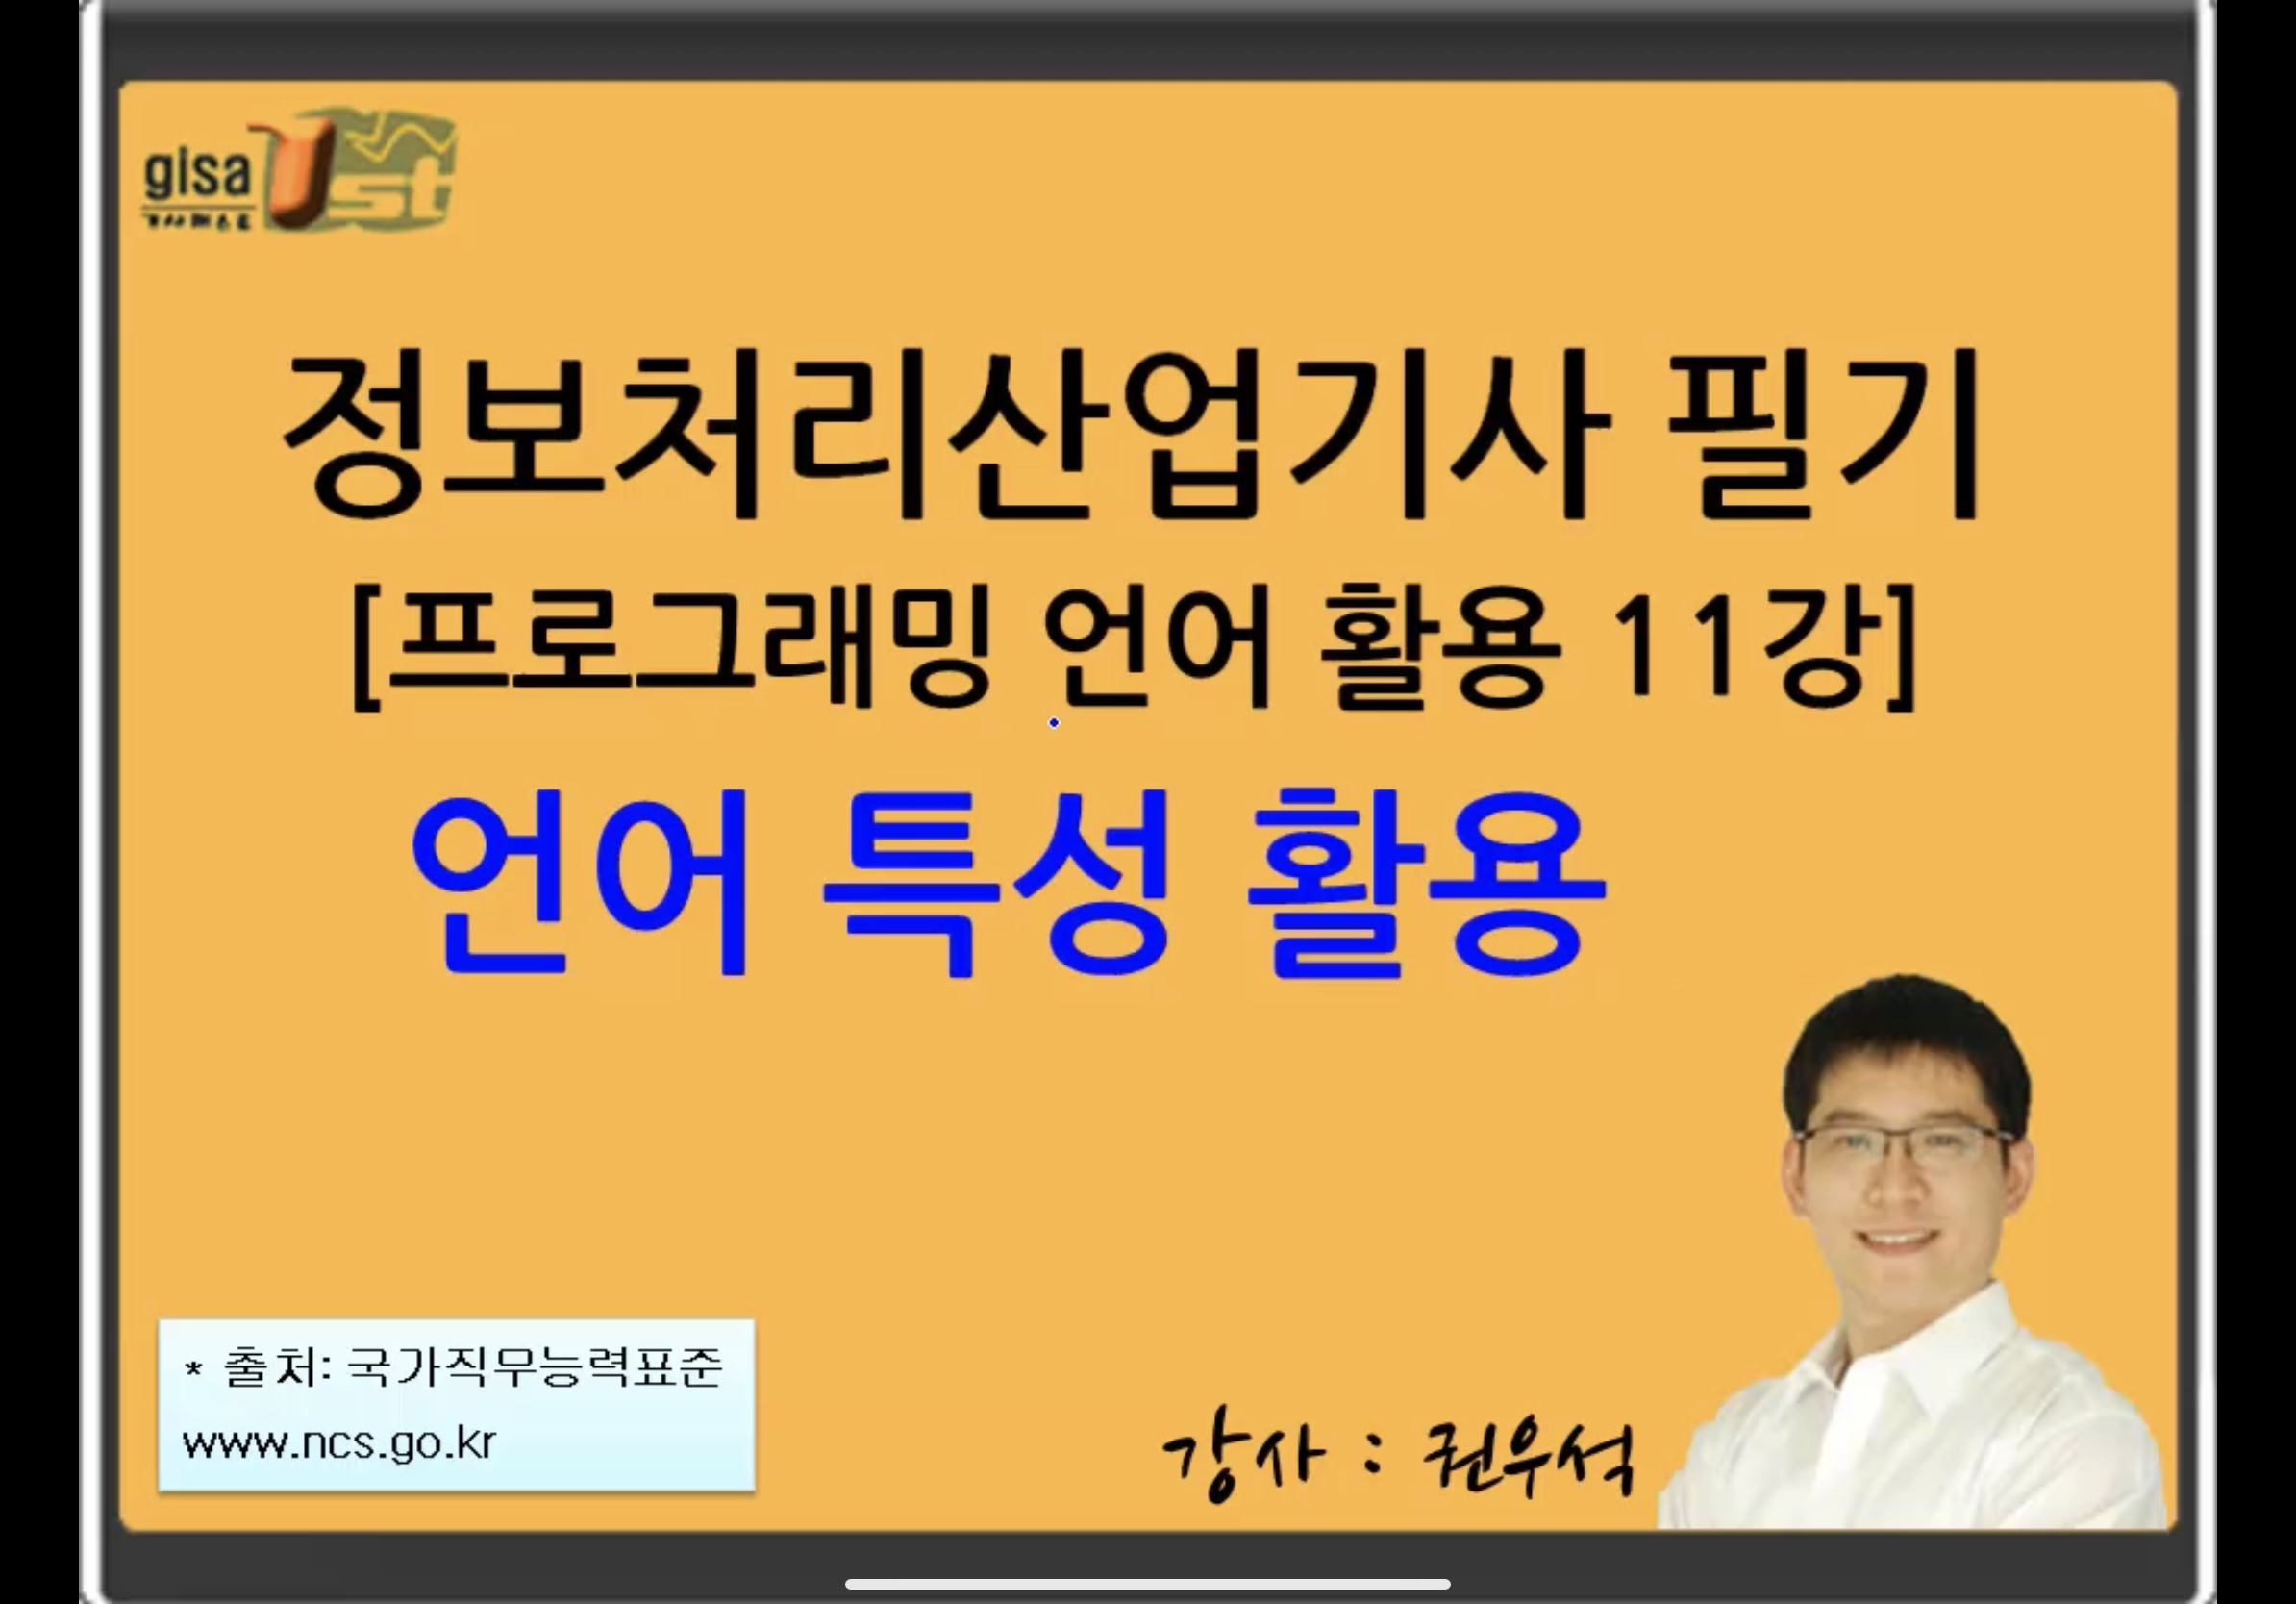 gisa
st
정보처리산업기사 필기
[프로그래밍 언어 활용 11강]
언어 특성 활용
* 출처: 국가직무능력표준
www.ncs.go.kr
강사 : 권우석